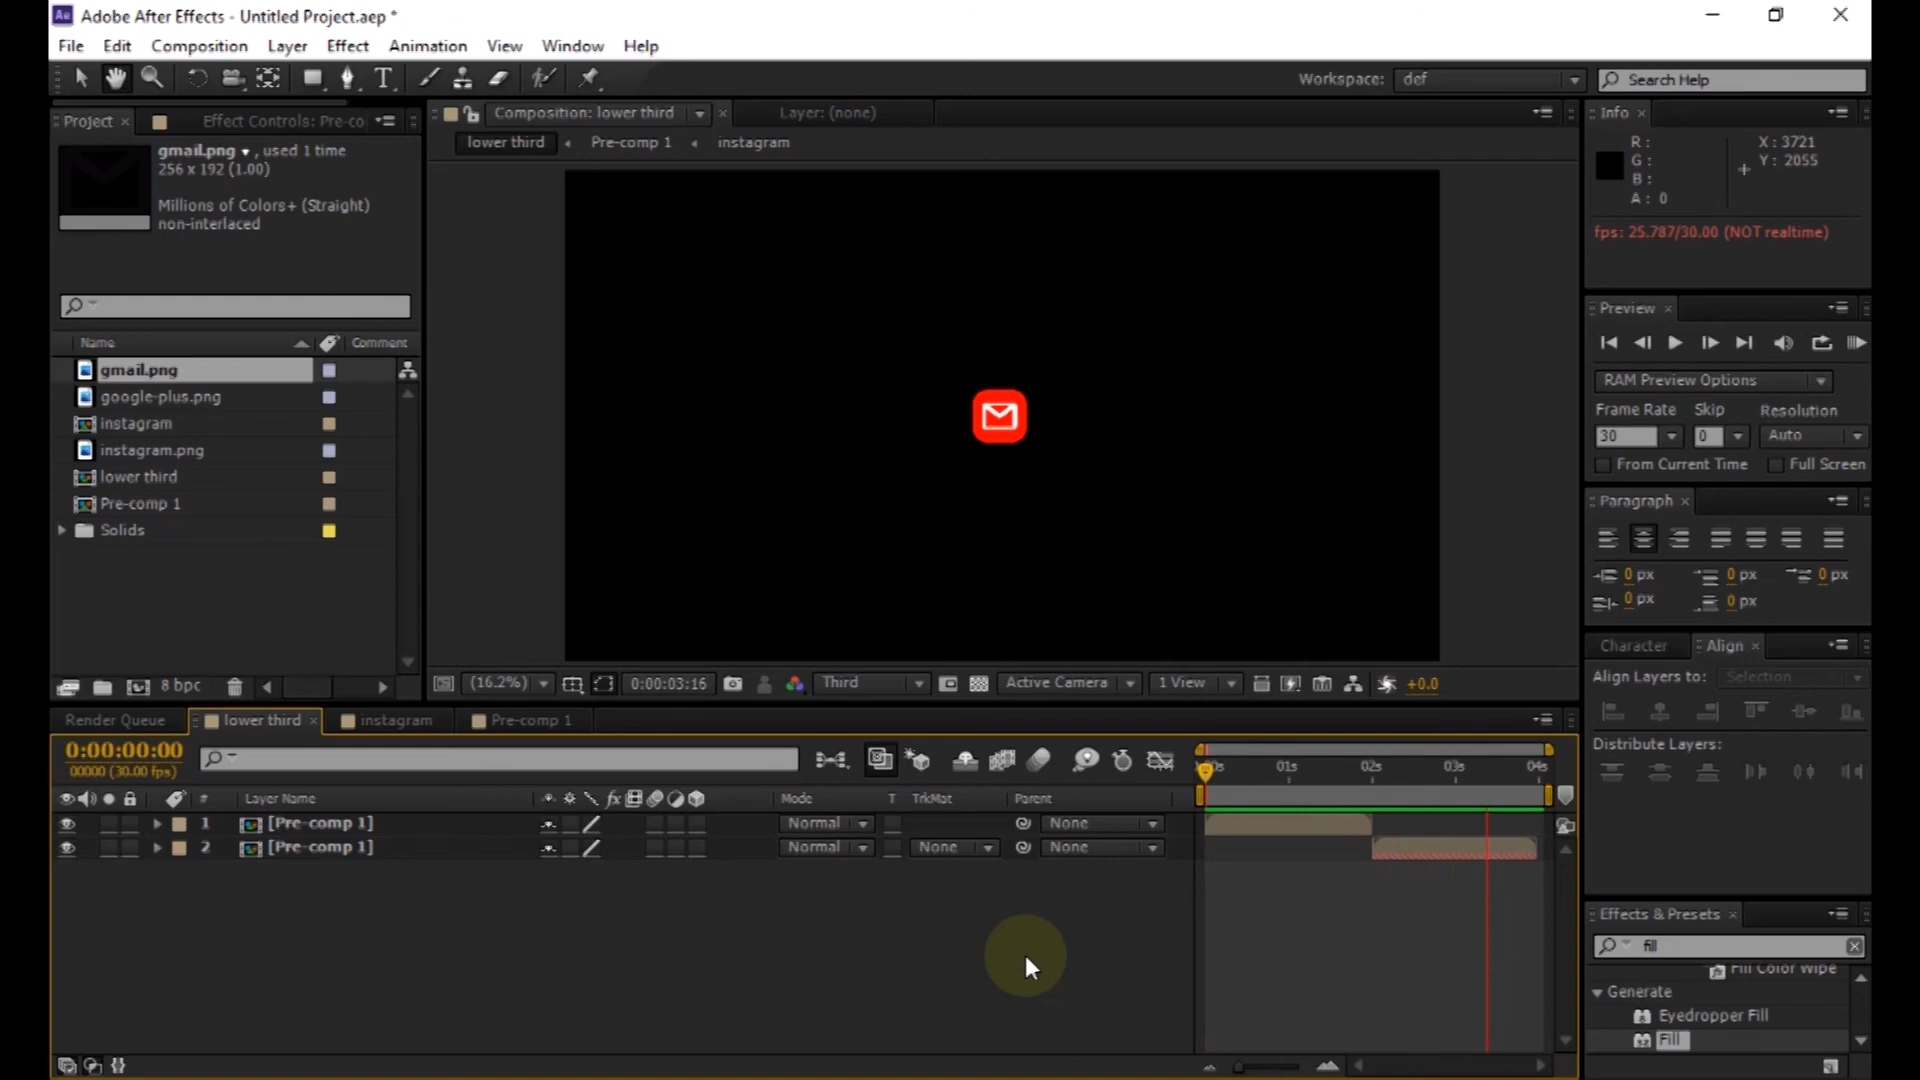 Ae Adobe After Effects - Untitled Project.aep *
File Edit Composition Layer Effect Animation View Window Help
T Workspace: def Search Help
Project × Effect Controls: Pre-co
gmail.png , used 1 time
256 x 192 (1.00)
Millions of Colors+ (Straight)
non-interlaced
Name Comment
gmail.png
google-plus.png
instagram
instagram.png
lower third
Pre-comp 1
Solids
8 bpc
Composition: lower third × Layer: (none)
lower third Pre-comp 1 instagram
(16.2%) 0:00:03:16 Third Active Camera 1 View +0.0
Info ×
R : X : 3721
G : Y : 2055
B :
A : 0
fps: 25.787/30.00 (NOT realtime)
Preview ×
RAM Preview Options
Frame Rate Skip Resolution
30 0 Auto
From Current Time Full Screen
Paragraph ×
0 px 0 px 0 px
0 px 0 px
Character Align ×
Align Layers to: Selection
Distribute Layers:
Effects & Presets ×
fill
Fill Color Wipe
Generate
Eyedropper Fill
Fill
Render Queue lower third × instagram Pre-comp 1
0:00:00:00
00000 (30.00 fps)
01s 02s 03s 04s
# Layer Name fx Mode T TrkMat Parent
1 [Pre-comp 1] Normal None
2 [Pre-comp 1] Normal None None